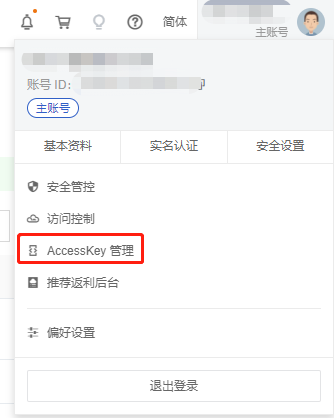 简体
主账号
账号 ID：
主账号
基本资料 实名认证 安全设置
安全管控
访问控制
AccessKey 管理
推荐返利后台
偏好设置
退出登录